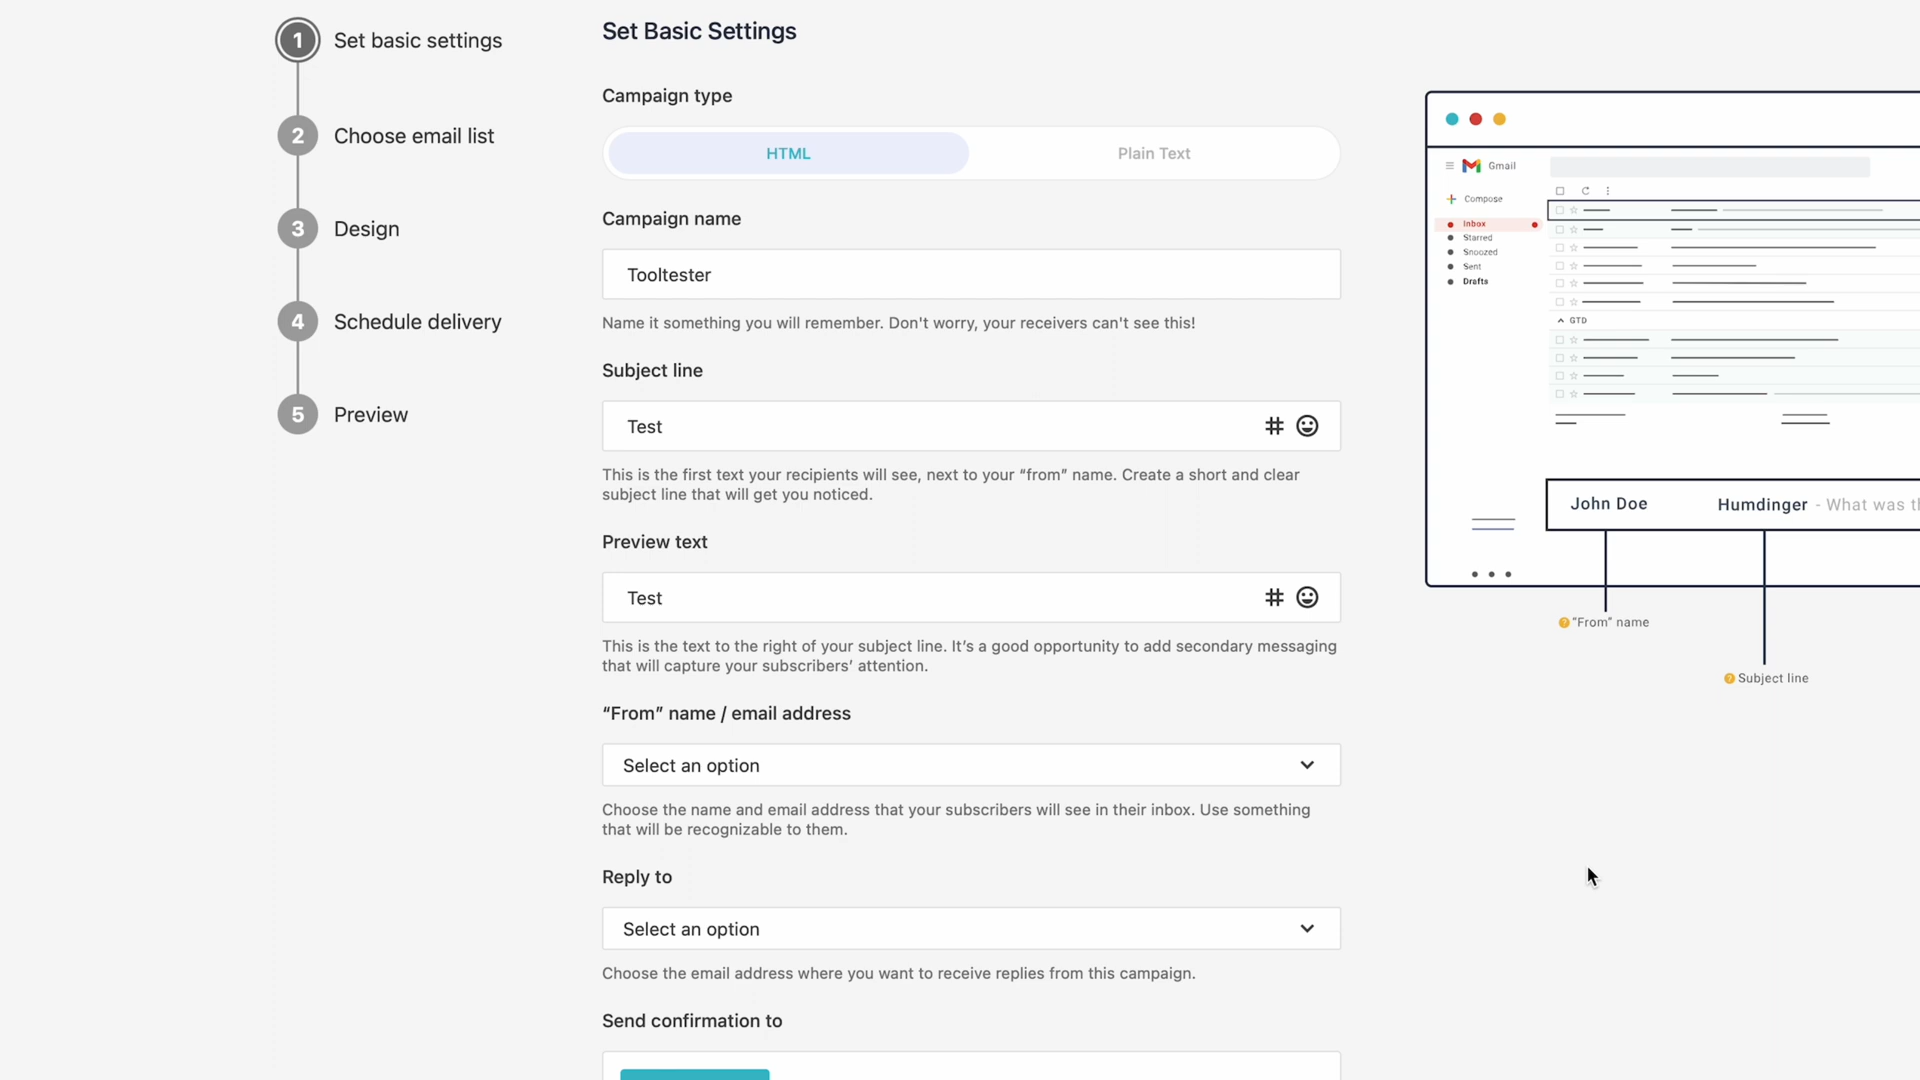 1 Set basic settings
2 Choose email list
3 Design
4 Schedule delivery
5 Preview
Set Basic Settings
Campaign type
HTML
Plain Text
Campaign name
Tooltester
Name it something you will remember. Don't worry, your receivers can't see this!
Subject line
Test
This is the first text your recipients will see, next to your “from” name. Create a short and clear
subject line that will get you noticed.
Preview text
Test
This is the text to the right of your subject line. It’s a good opportunity to add secondary messaging
that will capture your subscribers’ attention.
“From” name / email address
Select an option
Choose the name and email address that your subscribers will see in their inbox. Use something
that will be recognizable to them.
Reply to
Select an option
Choose the email address where you want to receive replies from this campaign.
Send confirmation to
Gmail
Compose
Inbox
Starred
Snoozed
Sent
Drafts
GTD
John Doe
Humdinger - What was
“From” name
Subject line